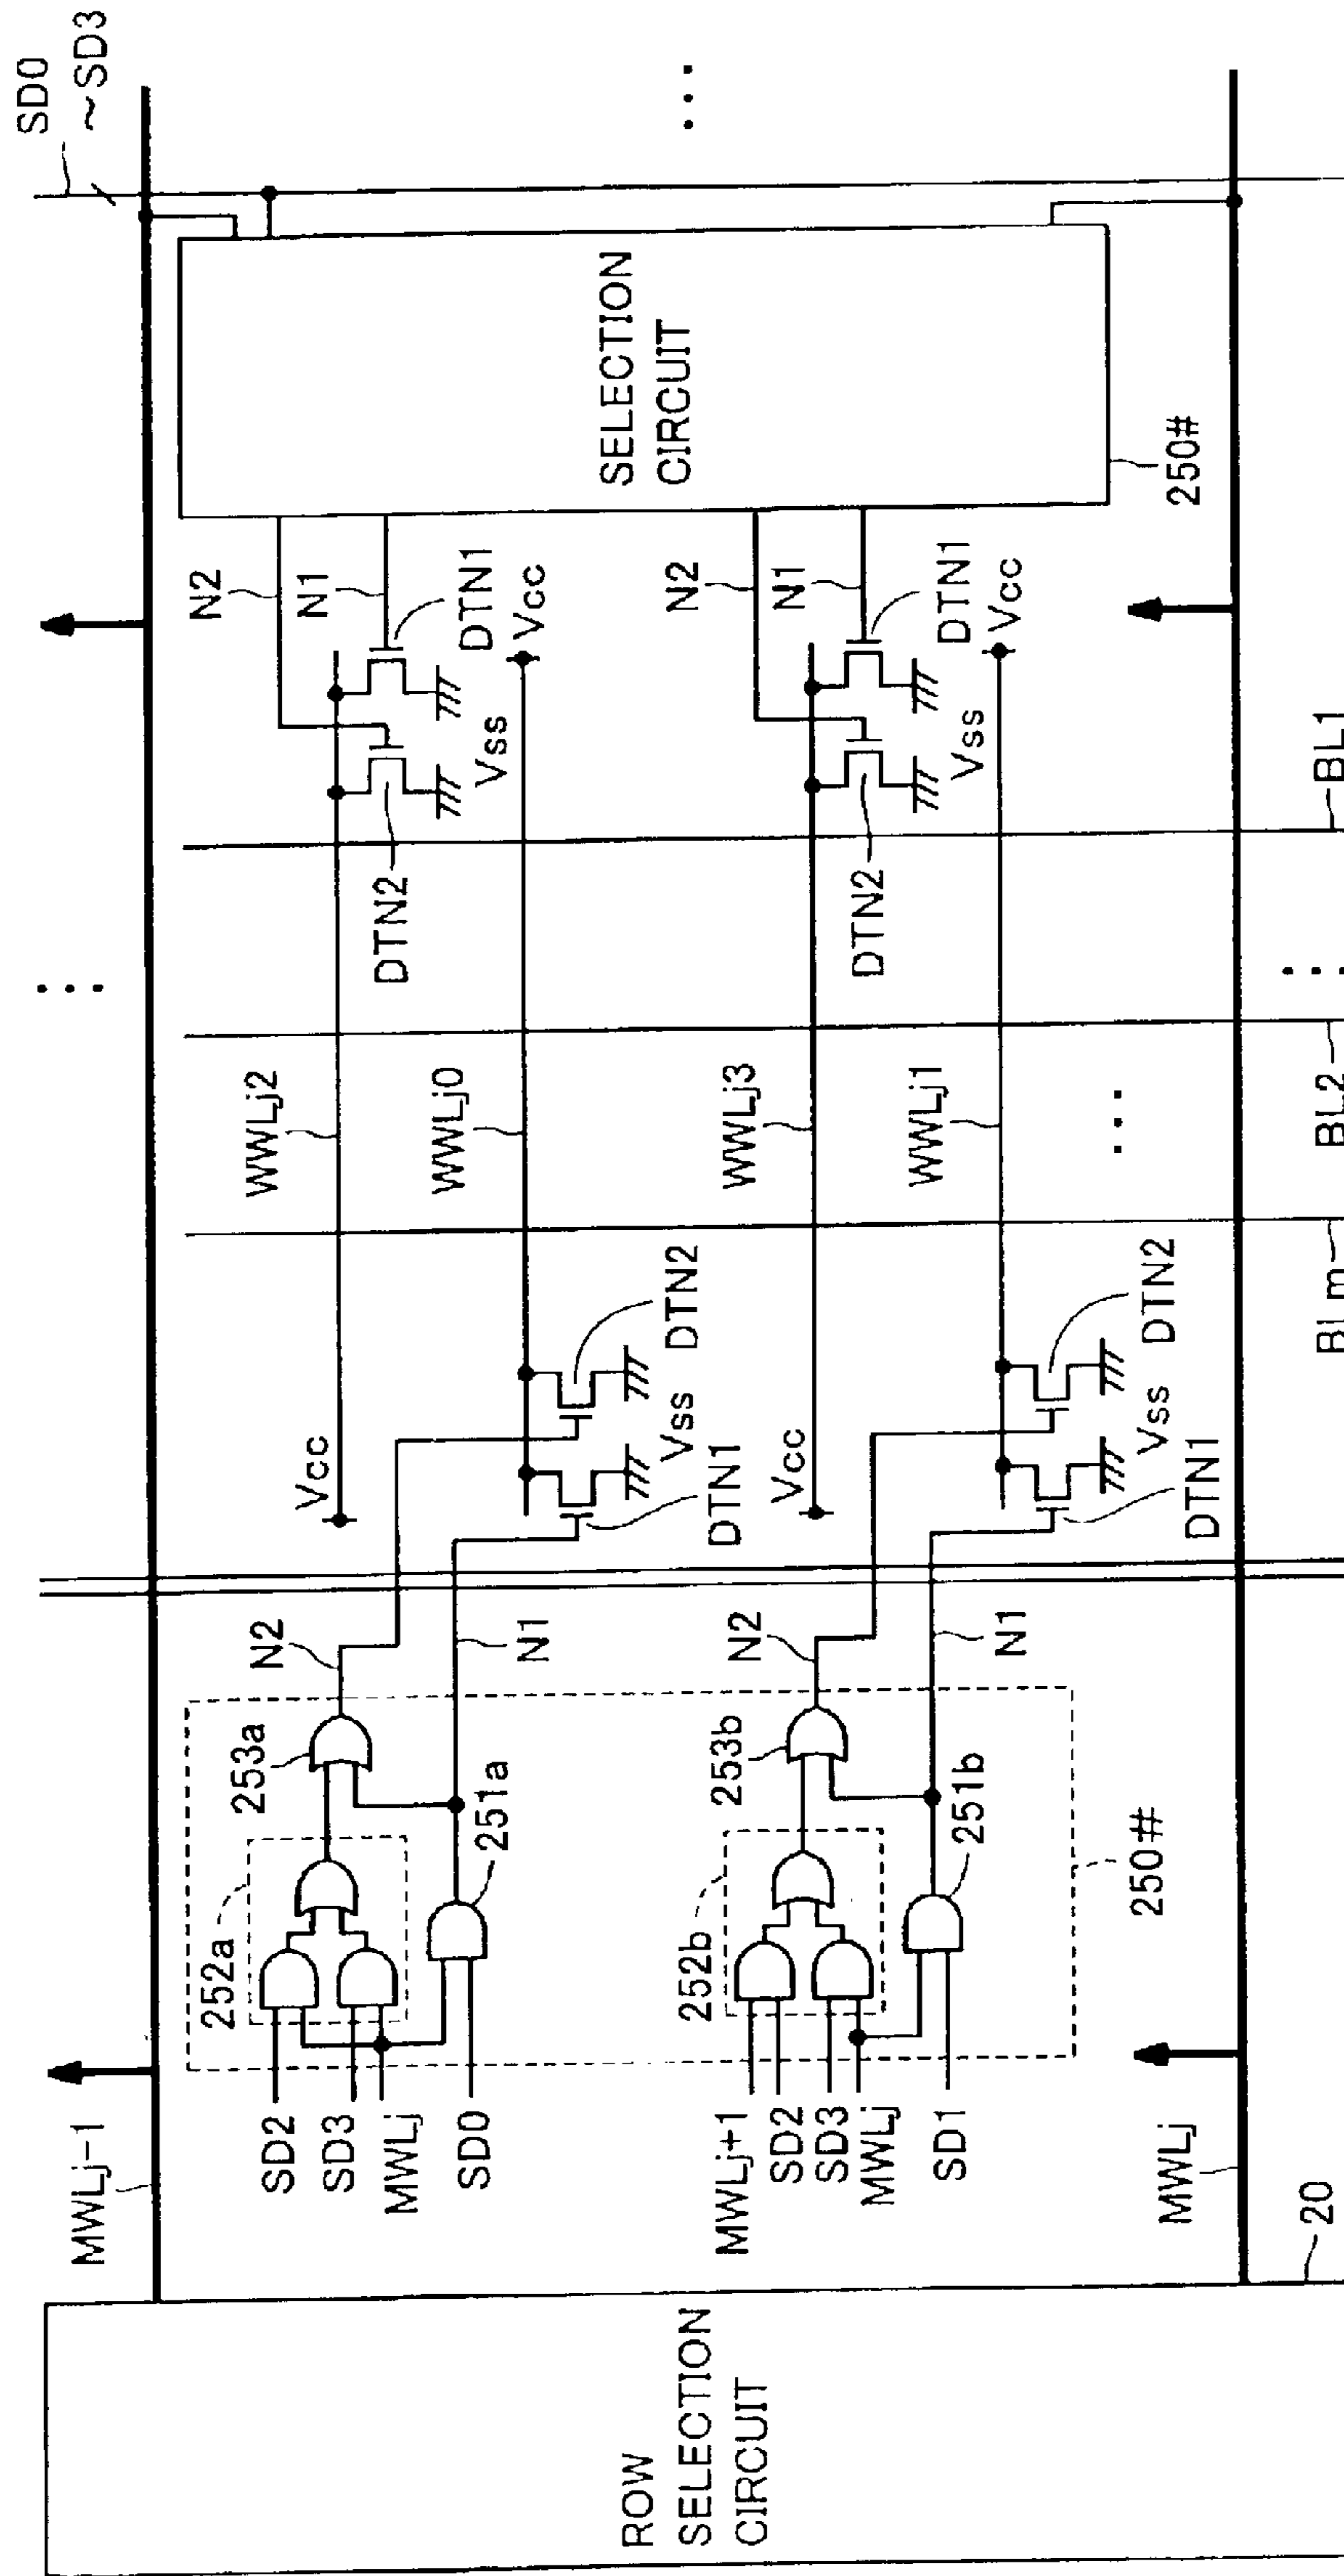 SD0
~SD3
MWLj-1
N2
N1
DTN1
Vcc
DTN2
Vss
WWLj2
WWLj0
Vcc
DTN2
Vss
DTN1
N2
N1
253a
251a
252a
SD2
SD3
MWLj
SD0
SELECTION
CIRCUIT
250#
N2
N1
DTN1
Vcc
DTN2
Vss
WWLj3
WWLj1
Vcc
DTN2
Vss
DTN1
N2
N1
253b
251b
252b
MWLj+1
SD2
SD3
MWLj
SD1
250#
MWLj
BL1
BL2
BLm
ROW
SELECTION
CIRCUIT
20